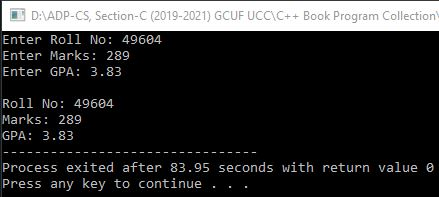 D:\ADP-CS, Section-C (2019-2021) GCUF UCC\C++ Book Program Collection\
Enter Roll No: 49604
Enter Marks: 289
Enter GPA: 3.83
Roll No: 49604
Marks: 289
GPA: 3.83
--------------------------------
Process exited after 83.95 seconds with return value 0
Press any key to continue . . .